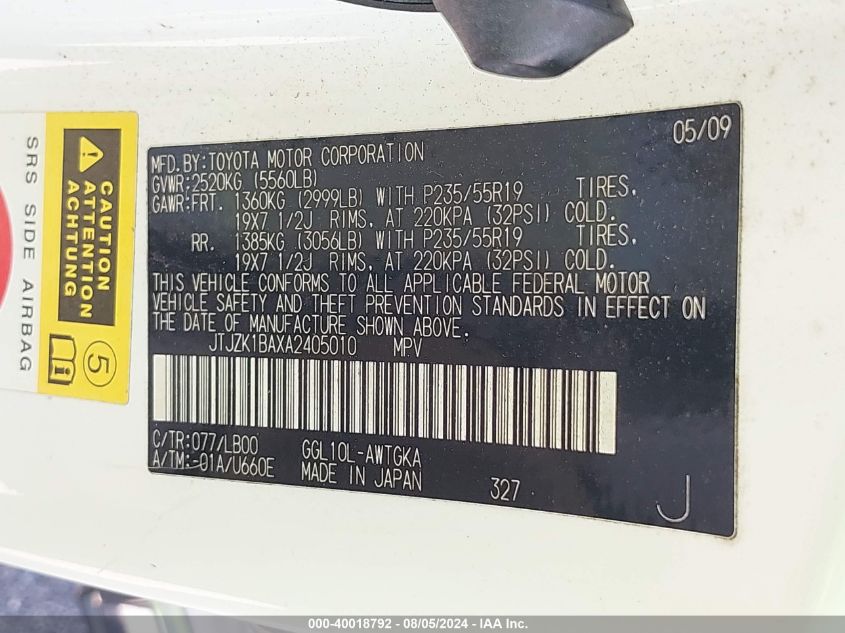 05/09
MFD.BY:TOYOTA MOTOR CORPORATION
GVWR:2520KG (5560LB)
GAWR:FRT. 1360KG (2999LB) WITH P235/55R19 TIRES,
19X7 1/2J RIMS, AT 220KPA (32PSI) COLD.
RR. 1385KG (3056LB) WITH P235/55R19 TIRES,
19X7 1/2J RIMS, AT 220KPA (32PSI) COLD.
THIS VEHICLE CONFORMS TO ALL APPLICABLE FEDERAL MOTOR
VEHICLE SAFETY AND THEFT PREVENTION STANDARDS IN EFFECT ON
THE DATE OF MANUFACTURE SHOWN ABOVE.
JTJZK1BAXA2405010 MPV
C/TR:077/LB00 GGL10L-AWTGKA
A/TM:-01A/U660E MADE IN JAPAN 327
J
CAUTION
ATTENTION
ACHTUNG
5
SRS SIDE AIRBAG
000-40018792 - 08/05/2024 - IAA Inc.